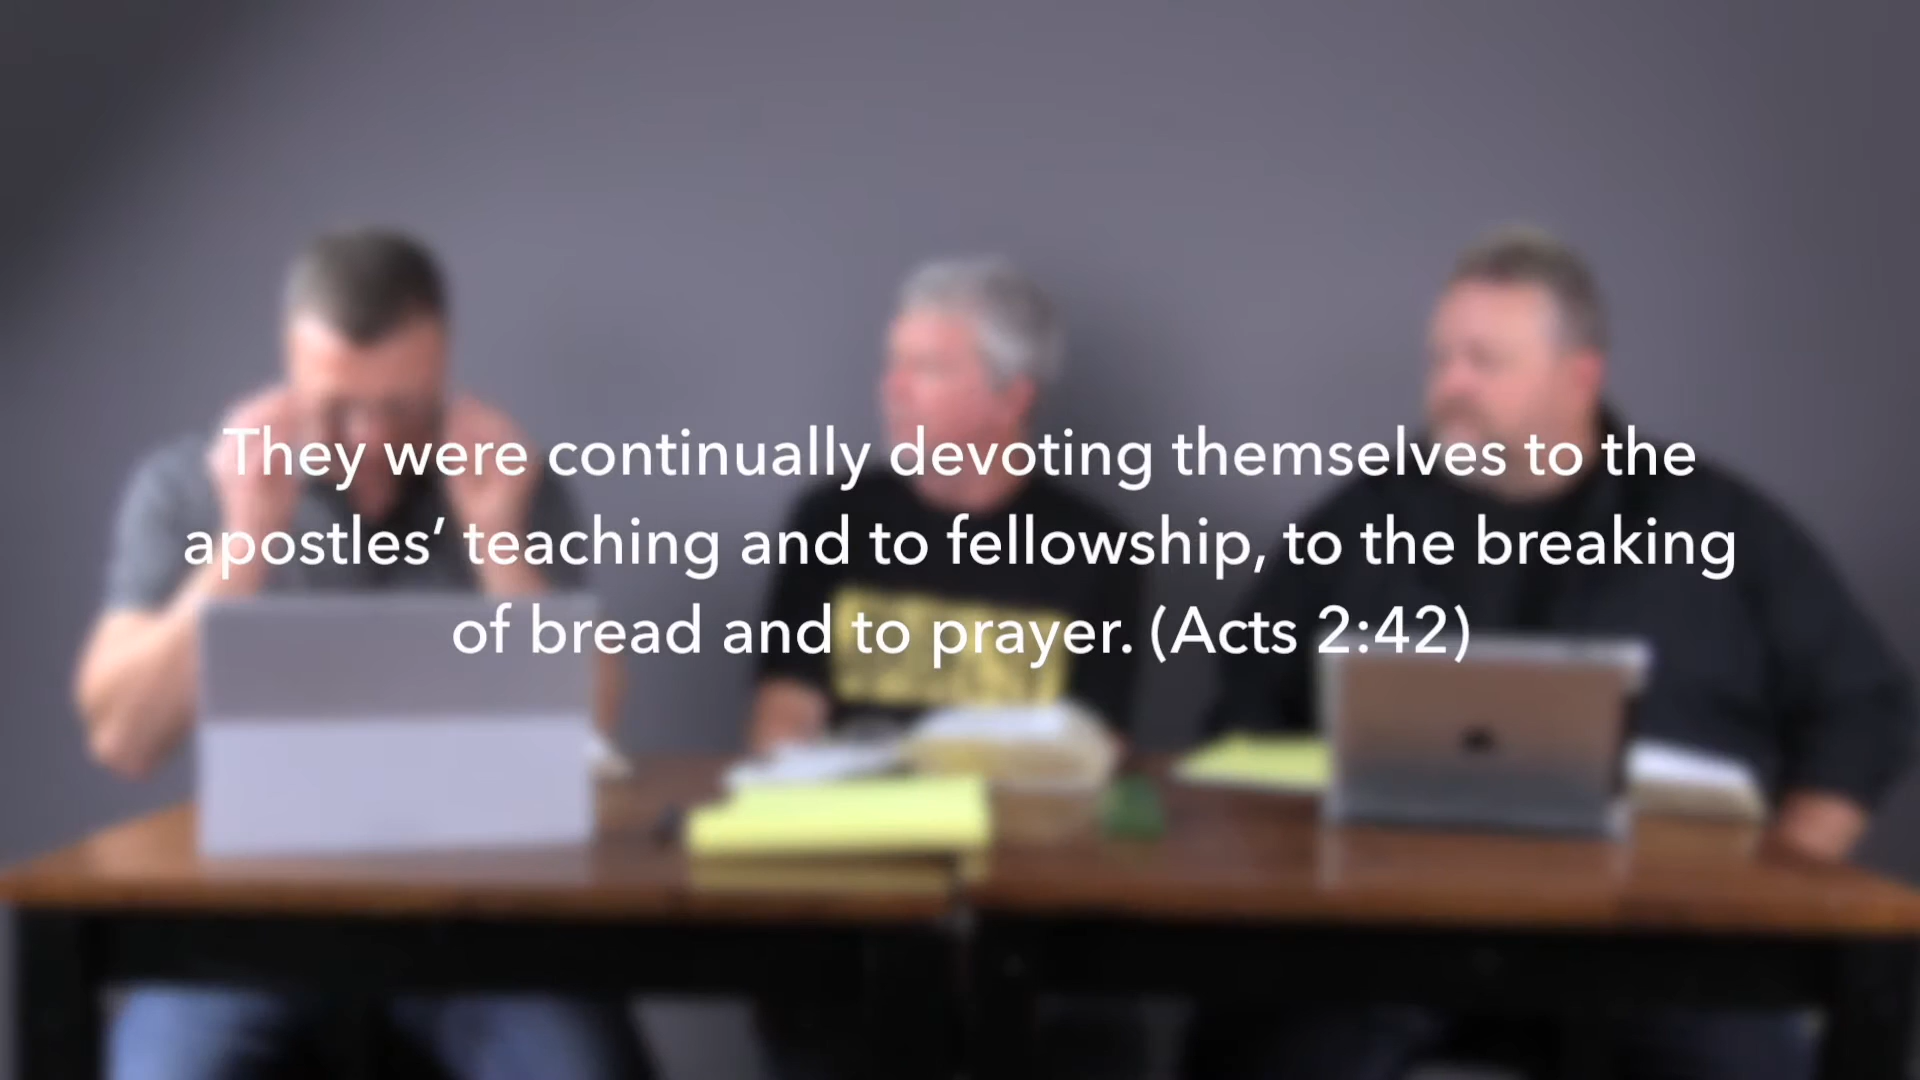 They were continually devoting themselves to the
apostles’ teaching and to fellowship, to the breaking
of bread and to prayer. (Acts 2:42)